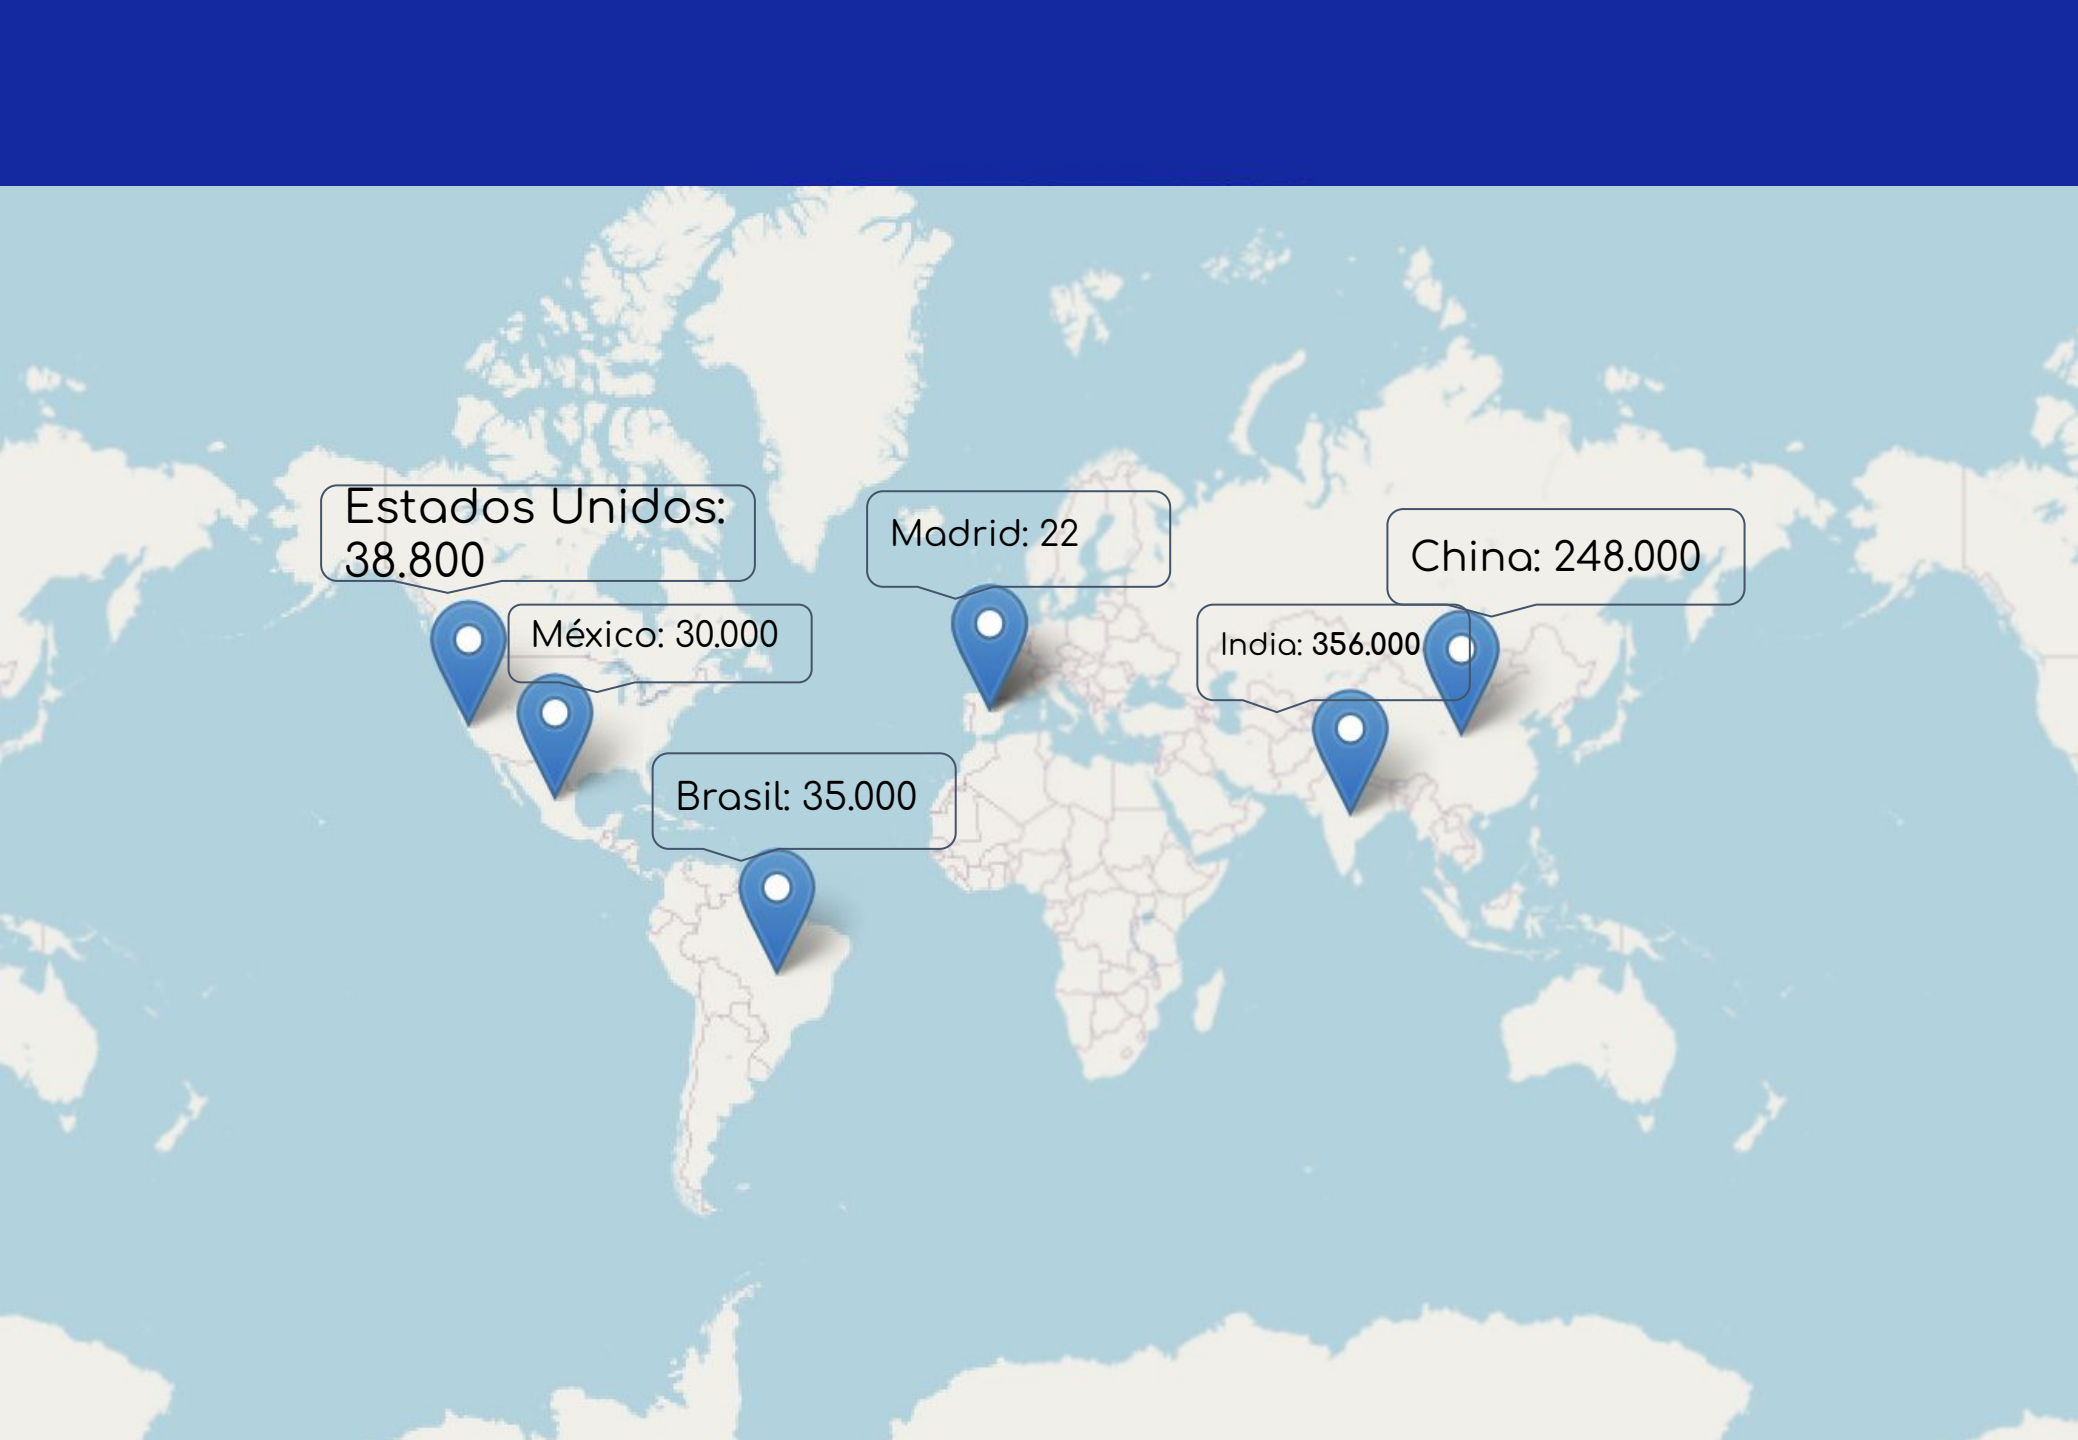 Estados Unidos:
38.800
Madrid: 22
China: 248.000
México: 30.000
India: 356.000
Brasil: 35.000